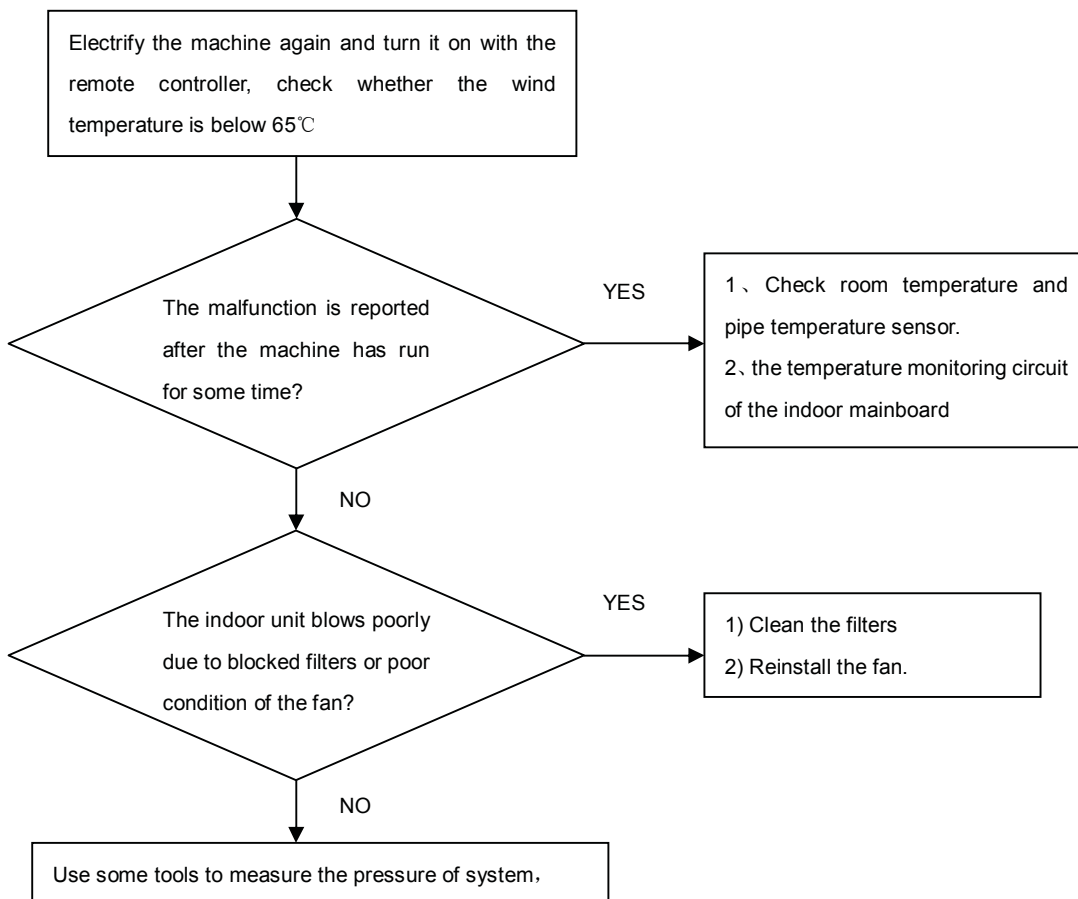 Electrify the machine again and turn it on with the
remote controller, check whether the wind
temperature is below 65℃
The malfunction is reported
after the machine has run
for some time?
YES
1、Check room temperature and
pipe temperature sensor.
2、the temperature monitoring circuit
of the indoor mainboard
NO
The indoor unit blows poorly
due to blocked filters or poor
condition of the fan?
YES
1) Clean the filters
2) Reinstall the fan.
NO
Use some tools to measure the pressure of system，